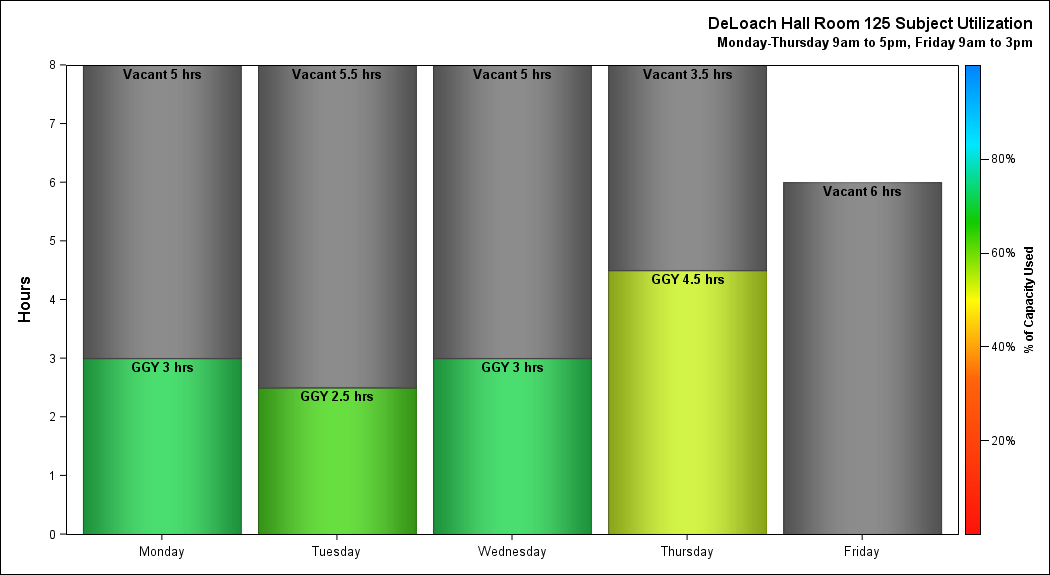 DeLoach Hall Room 125 Subject Utilization
Monday-Thursday 9am to 5pm, Friday 9am to 3pm
Hours
8
7
6
5
4
3
2
1
0
Vacant 5 hrs
GGY 3 hrs
Vacant 5.5 hrs
GGY 2.5 hrs
Vacant 5 hrs
GGY 3 hrs
Vacant 3.5 hrs
GGY 4.5 hrs
Vacant 6 hrs
Monday
Tuesday
Wednesday
Thursday
Friday
80%
60%
40%
20%
% of Capacity Used